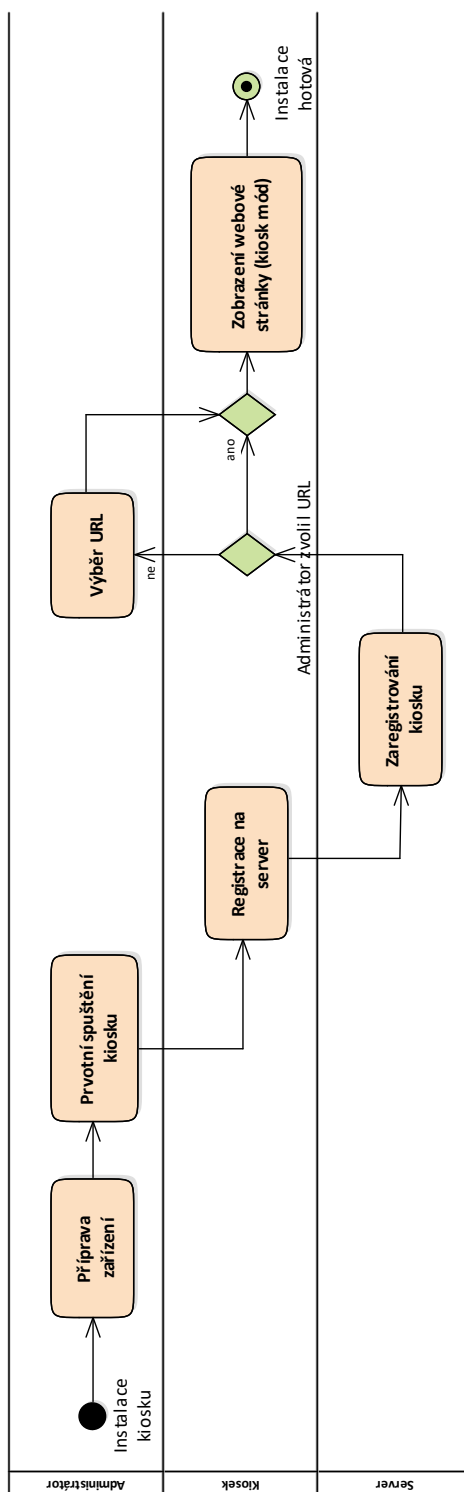 Administrátor
Instalace
kiosku
Příprava
zařízení
Prvotní spuštění
kiosku
Výběr URL
ne
Kiosek
Registrace na
server
Administrátor zvolil URL
ano
Zobrazení webové
stránky (kiosk mód)
Instalace
hotová
Server
Zaregistrování
kiosku